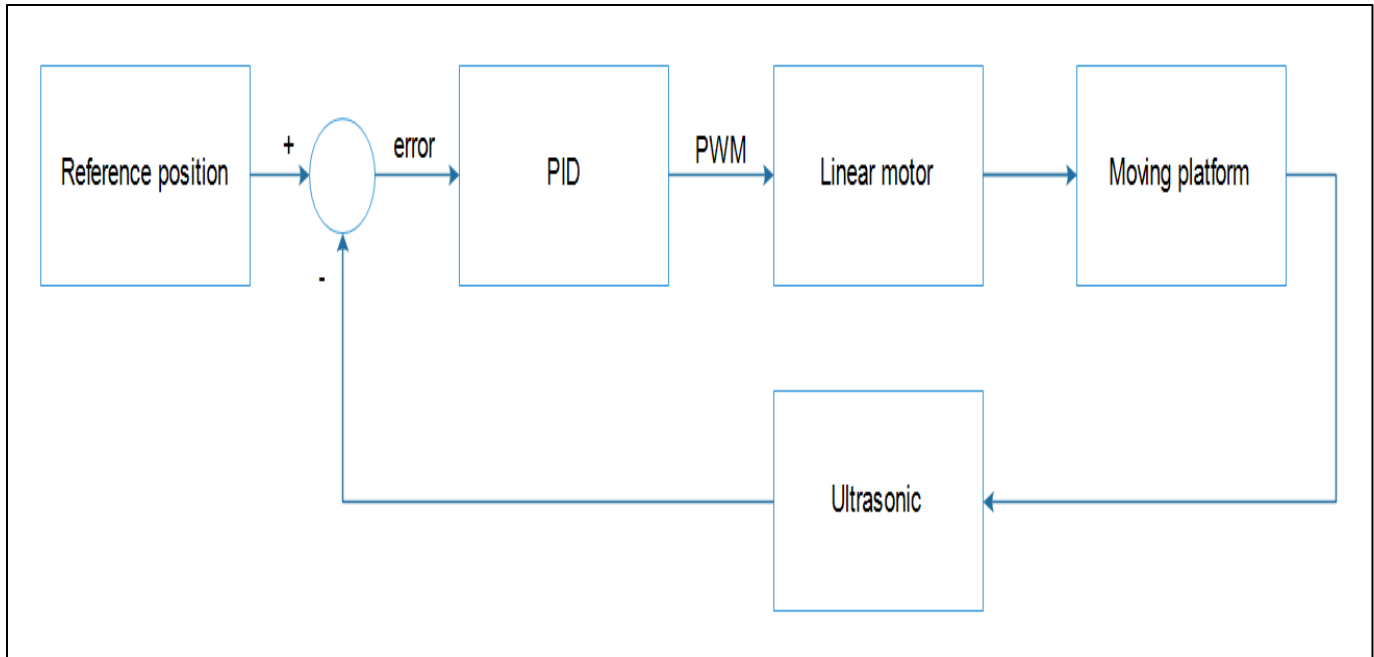 Reference position
+
error
PID
PWM
Linear motor
Moving platform
-
Ultrasonic